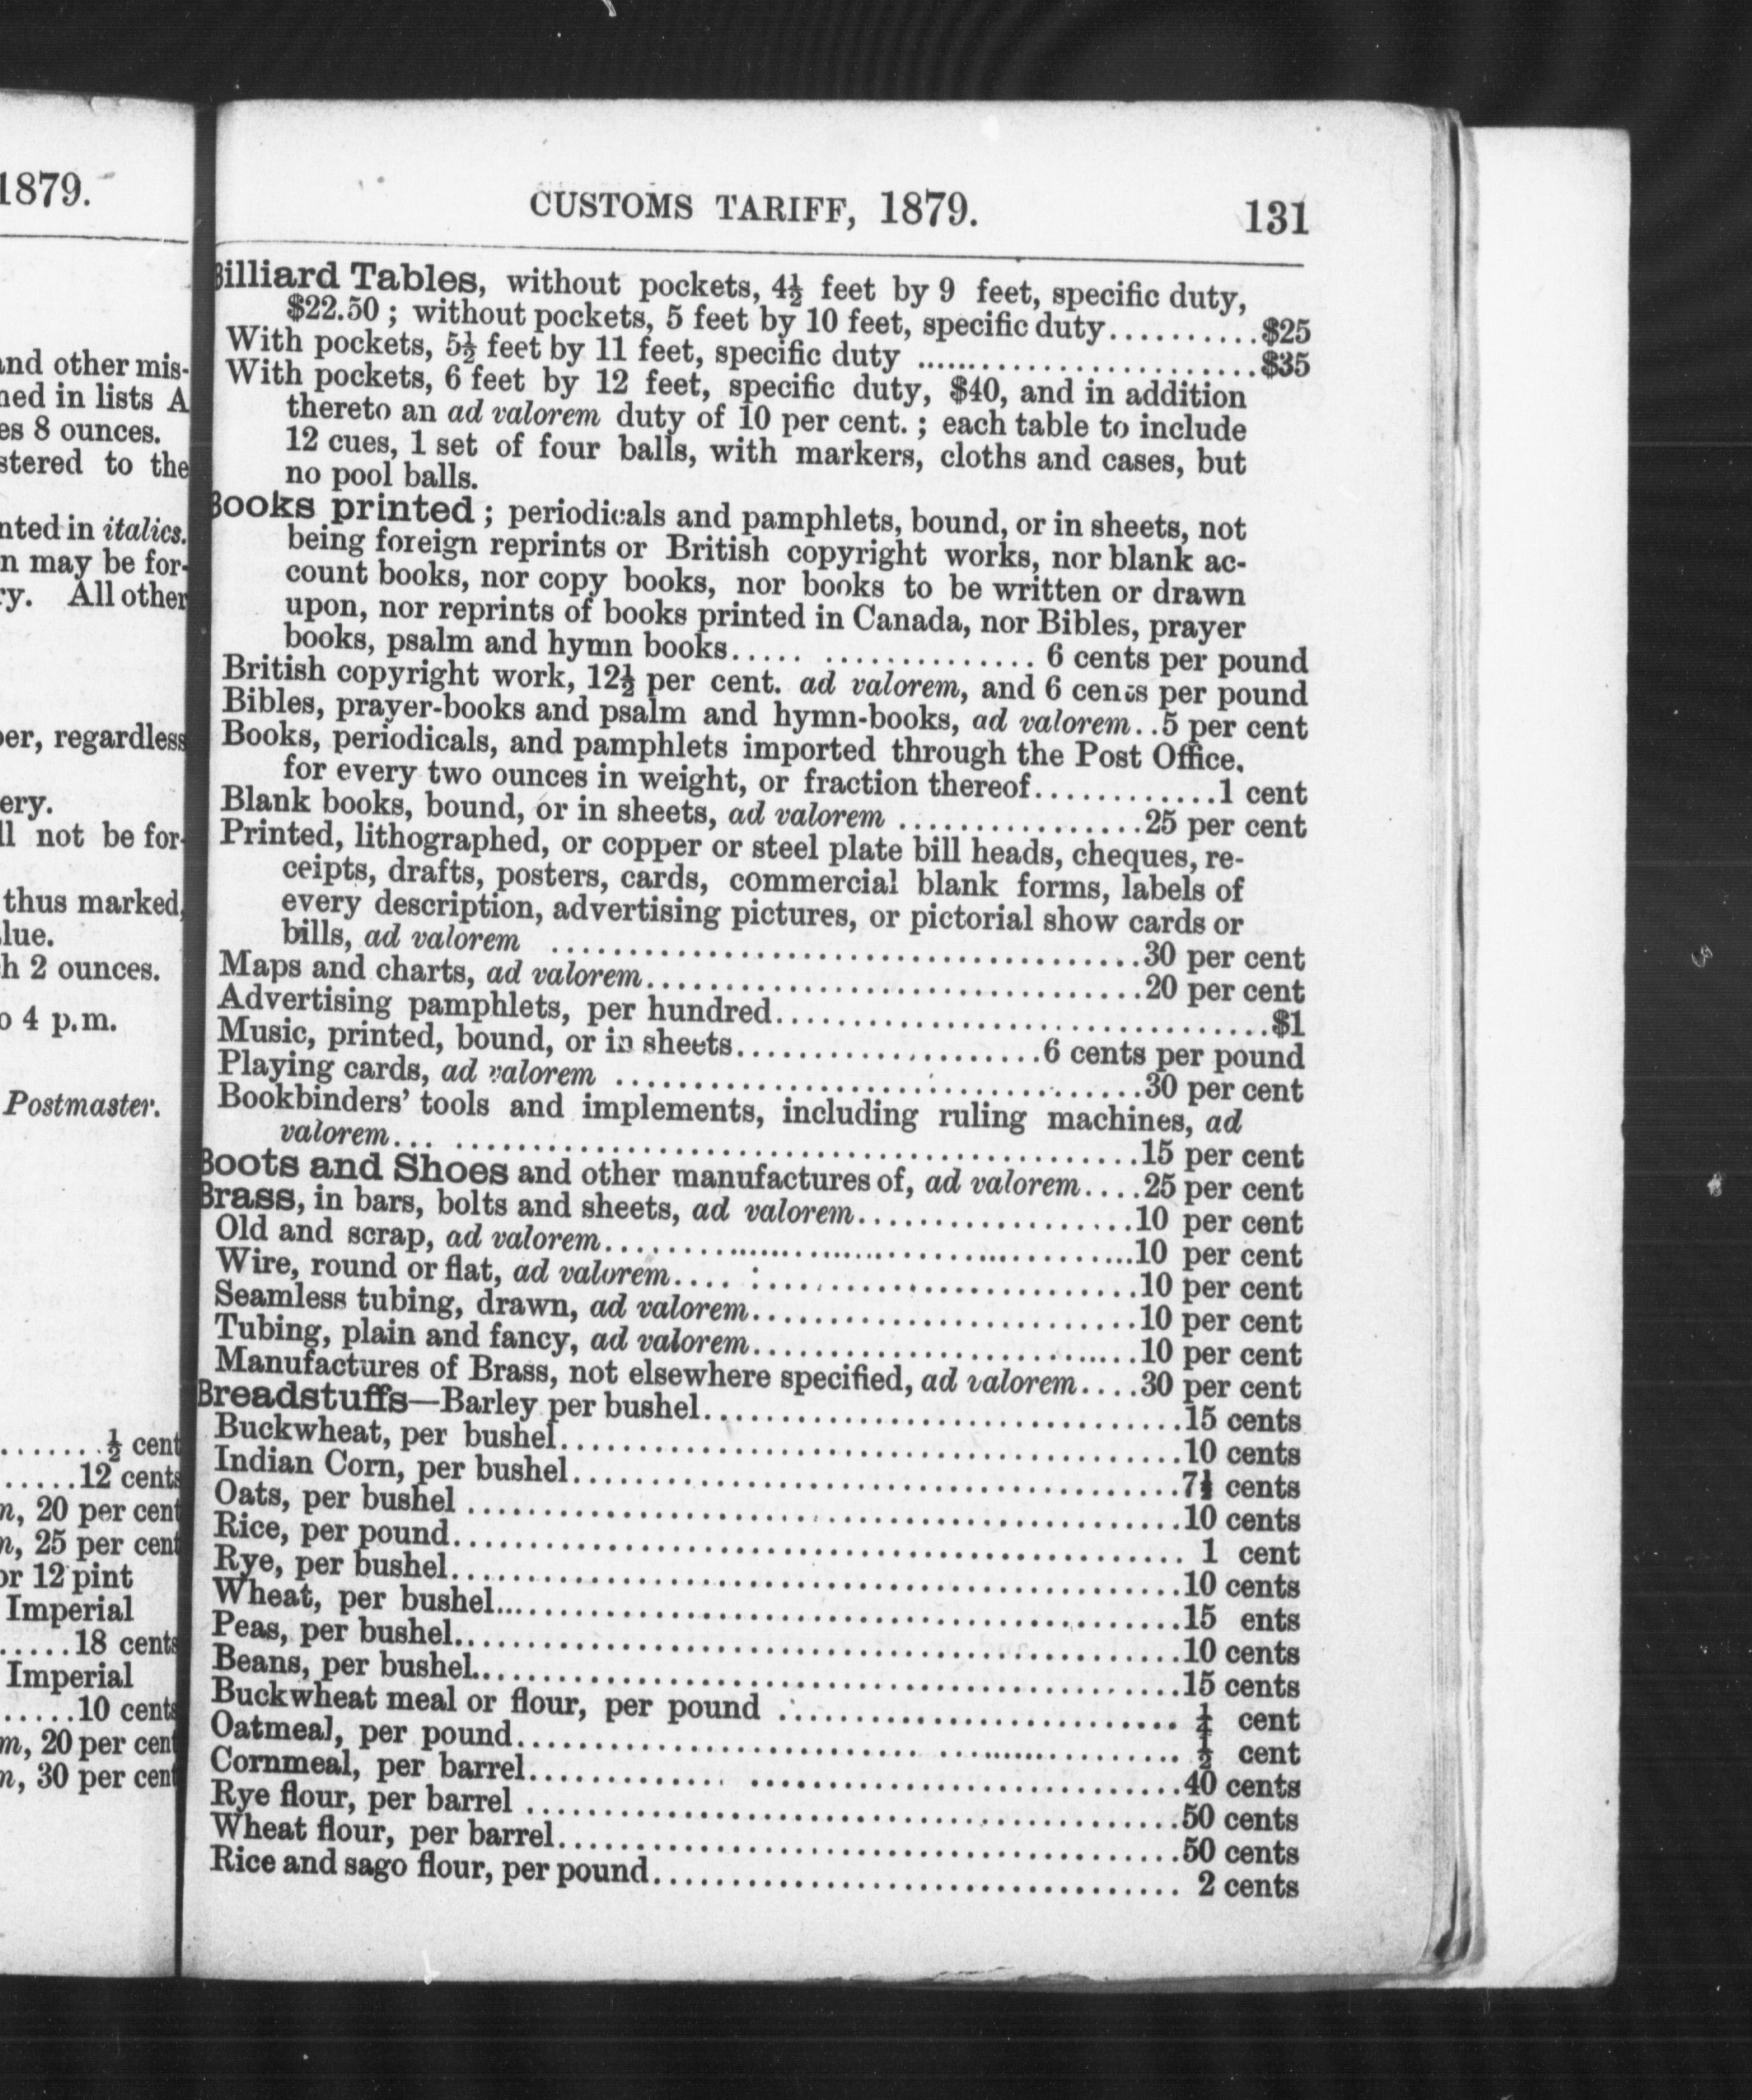 1879.
and other mis-
ned in lists A
es 8 ounces.
stered to the
nted in italics.
n may be for-
ry. All other
per, regardless
ery.
ll not be for-
thus marked,
lue.
h 2 ounces.
o 4 p.m.
Postmaster.
....... ½ cent
.....12 cents
m, 20 per cent
m, 25 per cent
or 12 pint
Imperial
.....18 cents
Imperial
.....10 cents
m, 20 per cent
m, 30 per cent
CUSTOMS TARIFF, 1879. 131
Billiard Tables, without pockets, 4½ feet by 9 feet, specific duty,
$22.50 ; without pockets, 5 feet by 10 feet, specific duty..........$25
With pockets, 5½ feet by 11 feet, specific duty ........................$35
With pockets, 6 feet by 12 feet, specific duty, $40, and in addition
thereto an ad valorem duty of 10 per cent. ; each table to include
12 cues, 1 set of four balls, with markers, cloths and cases, but
no pool balls.
Books printed ; periodicals and pamphlets, bound, or in sheets, not
being foreign reprints or British copyright works, nor blank ac-
count books, nor copy books, nor books to be written or drawn
upon, nor reprints of books printed in Canada, nor Bibles, prayer
books, psalm and hymn books..... .............. 6 cents per pound
British copyright work, 12½ per cent. ad valorem, and 6 cents per pound
Bibles, prayer-books and psalm and hymn-books, ad valorem..5 per cent
Books, periodicals, and pamphlets imported through the Post Office.
for every two ounces in weight, or fraction thereof............1 cent
Blank books, bound, or in sheets, ad valorem ................25 per cent
Printed, lithographed, or copper or steel plate bill heads, cheques, re-
ceipts, drafts, posters, cards, commercial blank forms, labels of
every description, advertising pictures, or pictorial show cards or
bills, ad valorem ......................................30 per cent
Maps and charts, ad valorem................................20 per cent
Advertising pamphlets, per hundred................................$1
Music, printed, bound, or in sheets....................6 cents per pound
Playing cards, ad valorem ..................................30 per cent
Bookbinders' tools and implements, including ruling machines, ad
valorem... ............................................15 per cent
Boots and Shoes and other manufactures of, ad valorem....25 per cent
Brass, in bars, bolts and sheets, ad valorem..................10 per cent
Old and scrap, ad valorem..................................10 per cent
Wire, round or flat, ad valorem.... :........................10 per cent
Seamless tubing, drawn, ad valorem.........................10 per cent
Tubing, plain and fancy, ad valorem.........................10 per cent
Manufactures of Brass, not elsewhere specified, ad valorem....30 per cent
Breadstuffs—Barley per bushel...............................15 cents
Buckwheat, per bushel........................................10 cents
Indian Corn, per bushel.......................................7½ cents
Oats, per bushel ..............................................10 cents
Rice, per pound............................................... 1 cent
Rye, per bushel................................................10 cents
Wheat, per bushel.............................................15 ents
Peas, per bushel...............................................10 cents
Beans, per bushel..............................................15 cents
Buckwheat meal or flour, per pound .......................... ¼ cent
Oatmeal, per pound.......................... ................ ½ cent
Cornmeal, per barrel............. ............................40 cents
Rye flour, per barrel ..........................................50 cents
Wheat flour, per barrel........................................50 cents
Rice and sago flour, per pound.................................. 2 cents